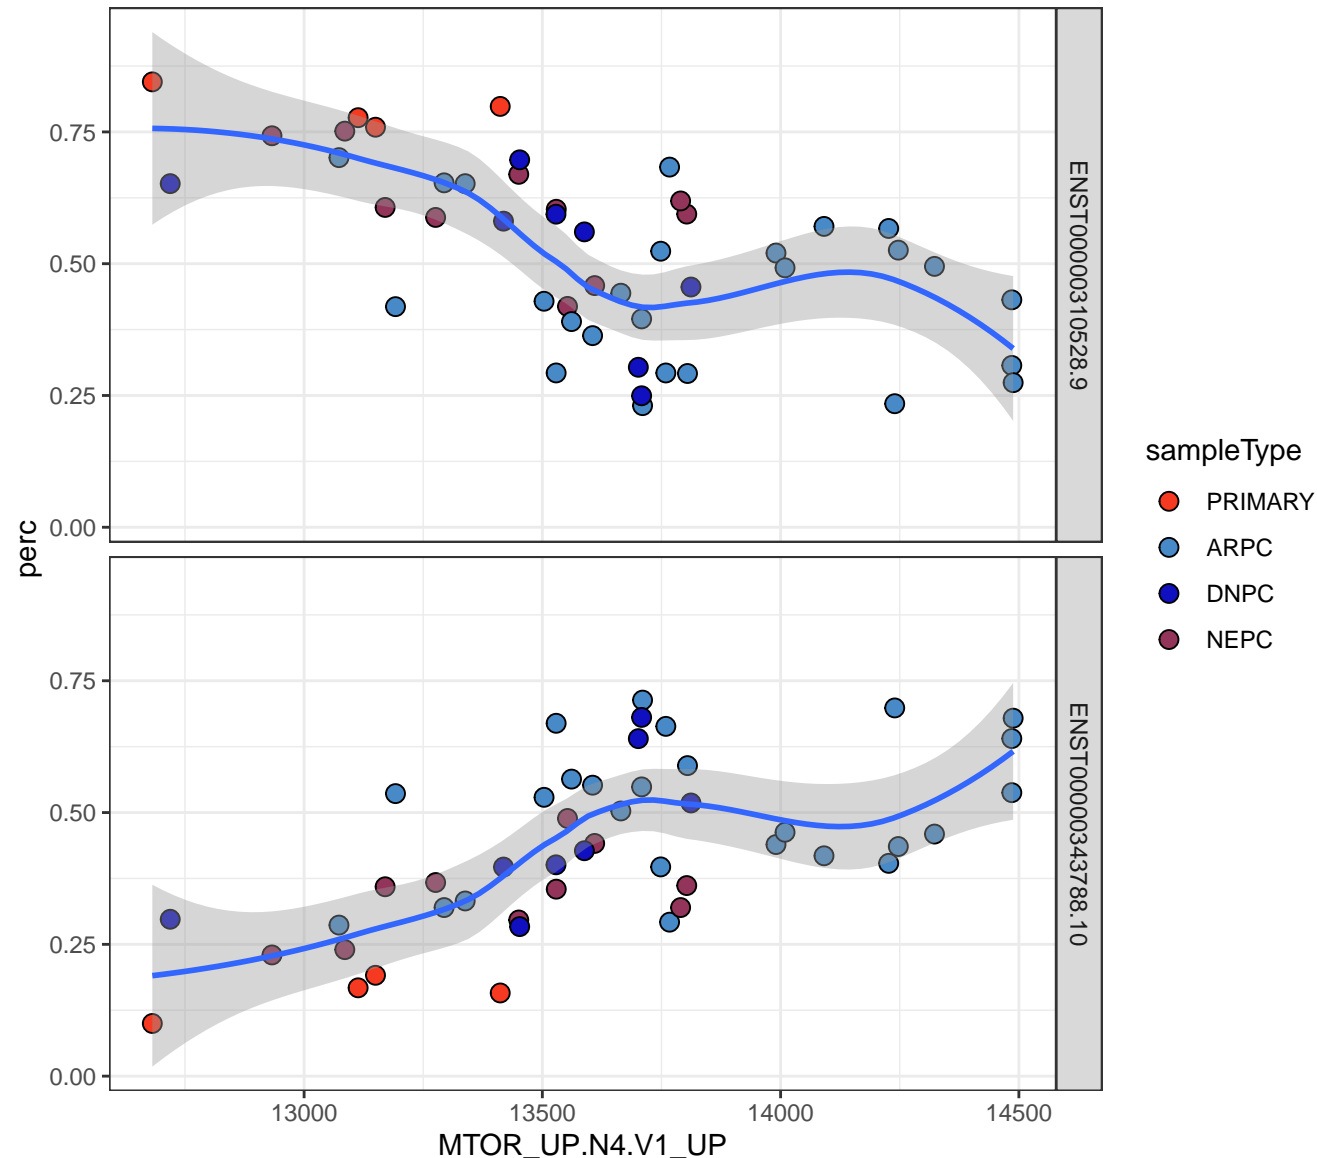 perc
0.75
0.50
0.25
0.00
ENST00000310528.9
0.75
0.50
0.25
0.00
ENST00000343788.10
13000 13500 14000 14500
MTOR_UP.N4.V1_UP
sampleType
PRIMARY
ARPC
DNPC
NEPC